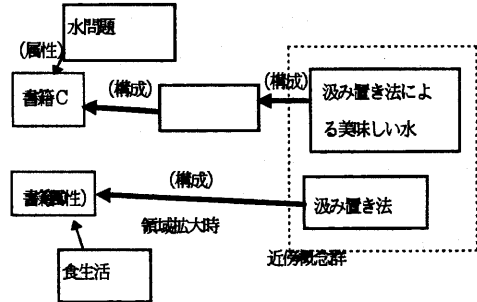 水問題
(属性)
書籍C
(構成)
(構成)
汲み置き法によ
る美味しい水
(構成)
汲み置き法
領域拡大時
近傍概念群
食生活